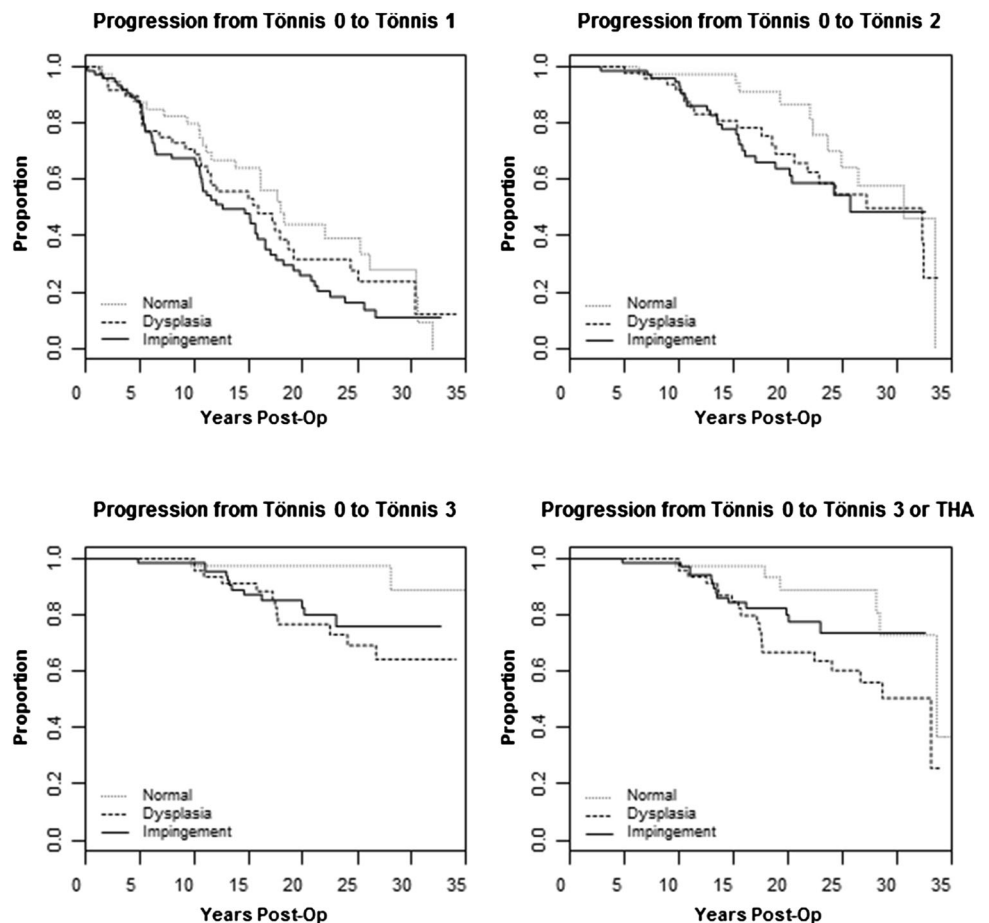 Progression from Tönnis 0 to Tönnis 1
Proportion
1.0
0.8
0.6
0.4
0.2
0.0
Normal
Dysplasia
Impingement
0 5 10 15 20 25 30 35
Years Post-Op
Progression from Tönnis 0 to Tönnis 2
Proportion
1.0
0.8
0.6
0.4
0.2
0.0
Normal
Dysplasia
Impingement
0 5 10 15 20 25 30 35
Years Post-Op
Progression from Tönnis 0 to Tönnis 3
Proportion
1.0
0.8
0.6
0.4
0.2
0.0
Normal
Dysplasia
Impingement
0 5 10 15 20 25 30 35
Years Post-Op
Progression from Tönnis 0 to Tönnis 3 or THA
Proportion
1.0
0.8
0.6
0.4
0.2
0.0
Normal
Dysplasia
Impingement
0 5 10 15 20 25 30 35
Years Post-Op